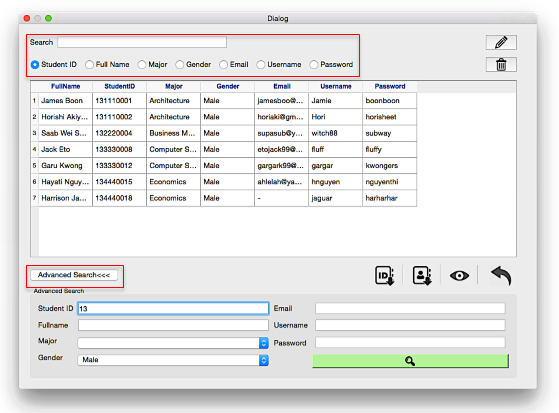 Dialog
Search
Student ID Full Name Major Gender Email Username Password
FullName StudentID Major Gender Email Username Password
1 James Boon 131110001 Architecture Male jamesboo@... Jamie boonboon
2 Horishi Akiy... 131110002 Architecture Male horiaki@gm... Hori horisheet
3 Saab Wei S... 132220004 Business M... Male supasub@y... witch88 subway
4 Jack Eto 133330008 Computer S... Male etojack99@... fluff fluffy
5 Garu Kwong 133330012 Computer S... Male gargark99@... gargar kwongers
6 Hayati Nguy... 134440015 Economics Male ahlelah@ya... hnguyen nguyenthi
7 Harrison Ja... 134440018 Economics Male - jaguar harharhar
Advanced Search<<<
ID
Advanced Search
Student ID 13 Email
Fullname Username
Major Password
Gender Male